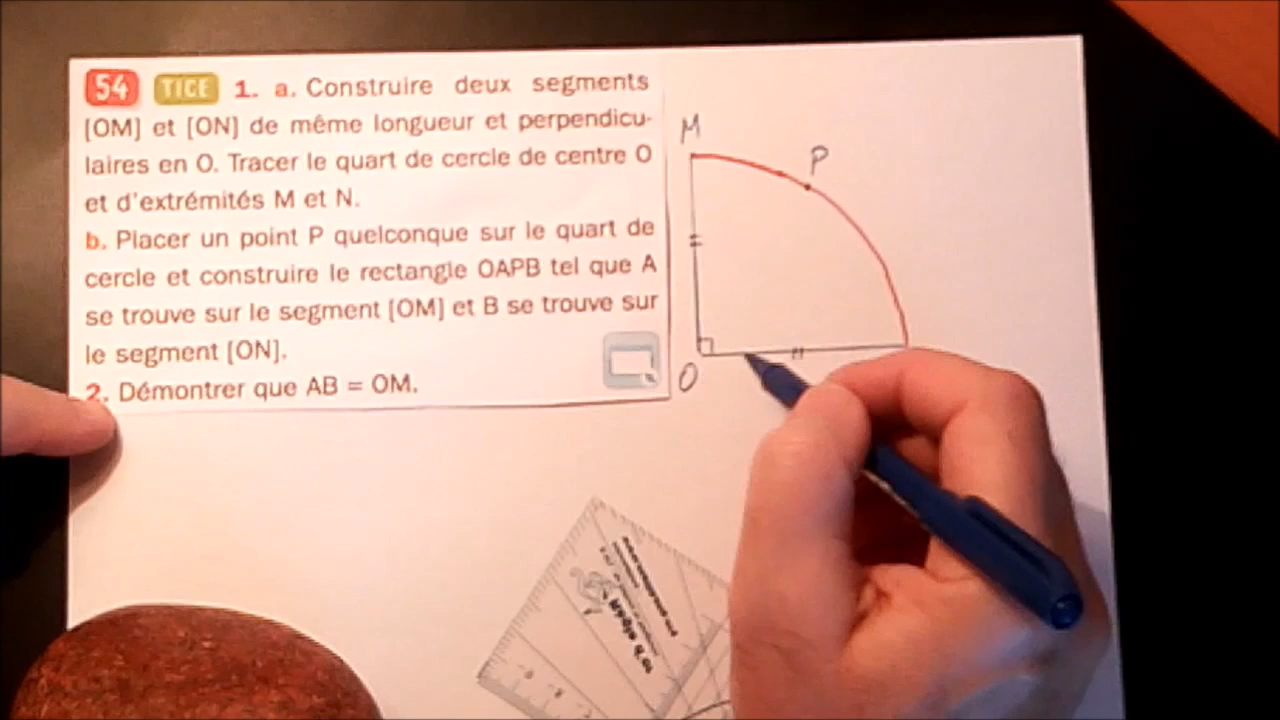 54 TICE 1. a. Construire deux segments
[OM] et [ON] de même longueur et perpendicu-
laires en O. Tracer le quart de cercle de centre O
et d'extrémités M et N.
b. Placer un point P quelconque sur le quart de
cercle et construire le rectangle OAPB tel que A
se trouve sur le segment [OM] et B se trouve sur
le segment [ON].
2. Démontrer que AB = OM.
M
P
O